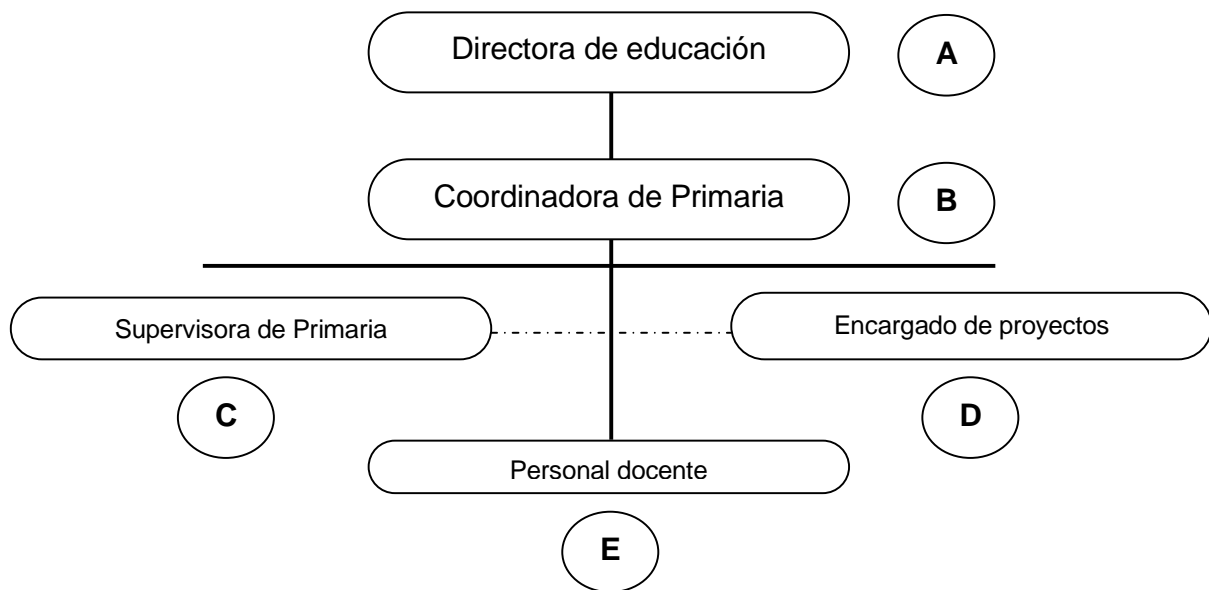 Directora de educación
A
Coordinadora de Primaria
B
Supervisora de Primaria
Encargado de proyectos
C
D
Personal docente
E